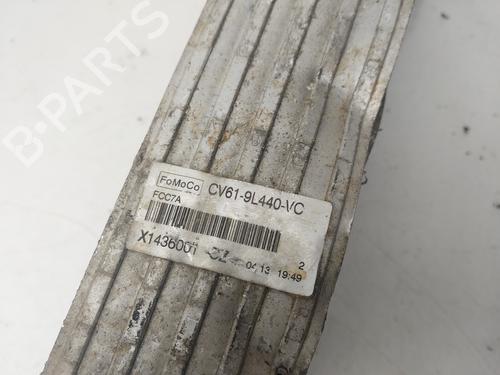 B-PARTS
FoMoCo CV61-9L440-VC
FCC7A
2
X1436001 04 13 19:49